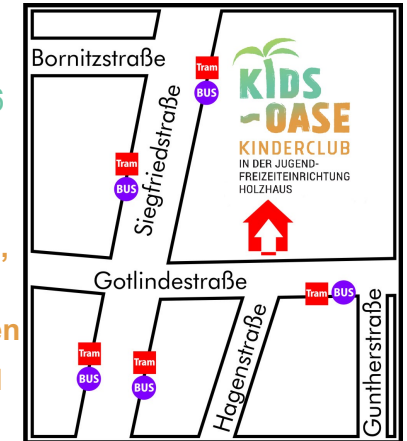 Bornitzstraße
Tram
BUS
KIDS
-OASE
KINDERCLUB
IN DER JUGEND-
FREIZEITEINRICHTUNG
HOLZHAUS
Siegfriedstraße
Tram
BUS
Gotlindestraße
Tram BUS
Hagenstraße
Guntherstraße
Tram
BUS
Tram
BUS